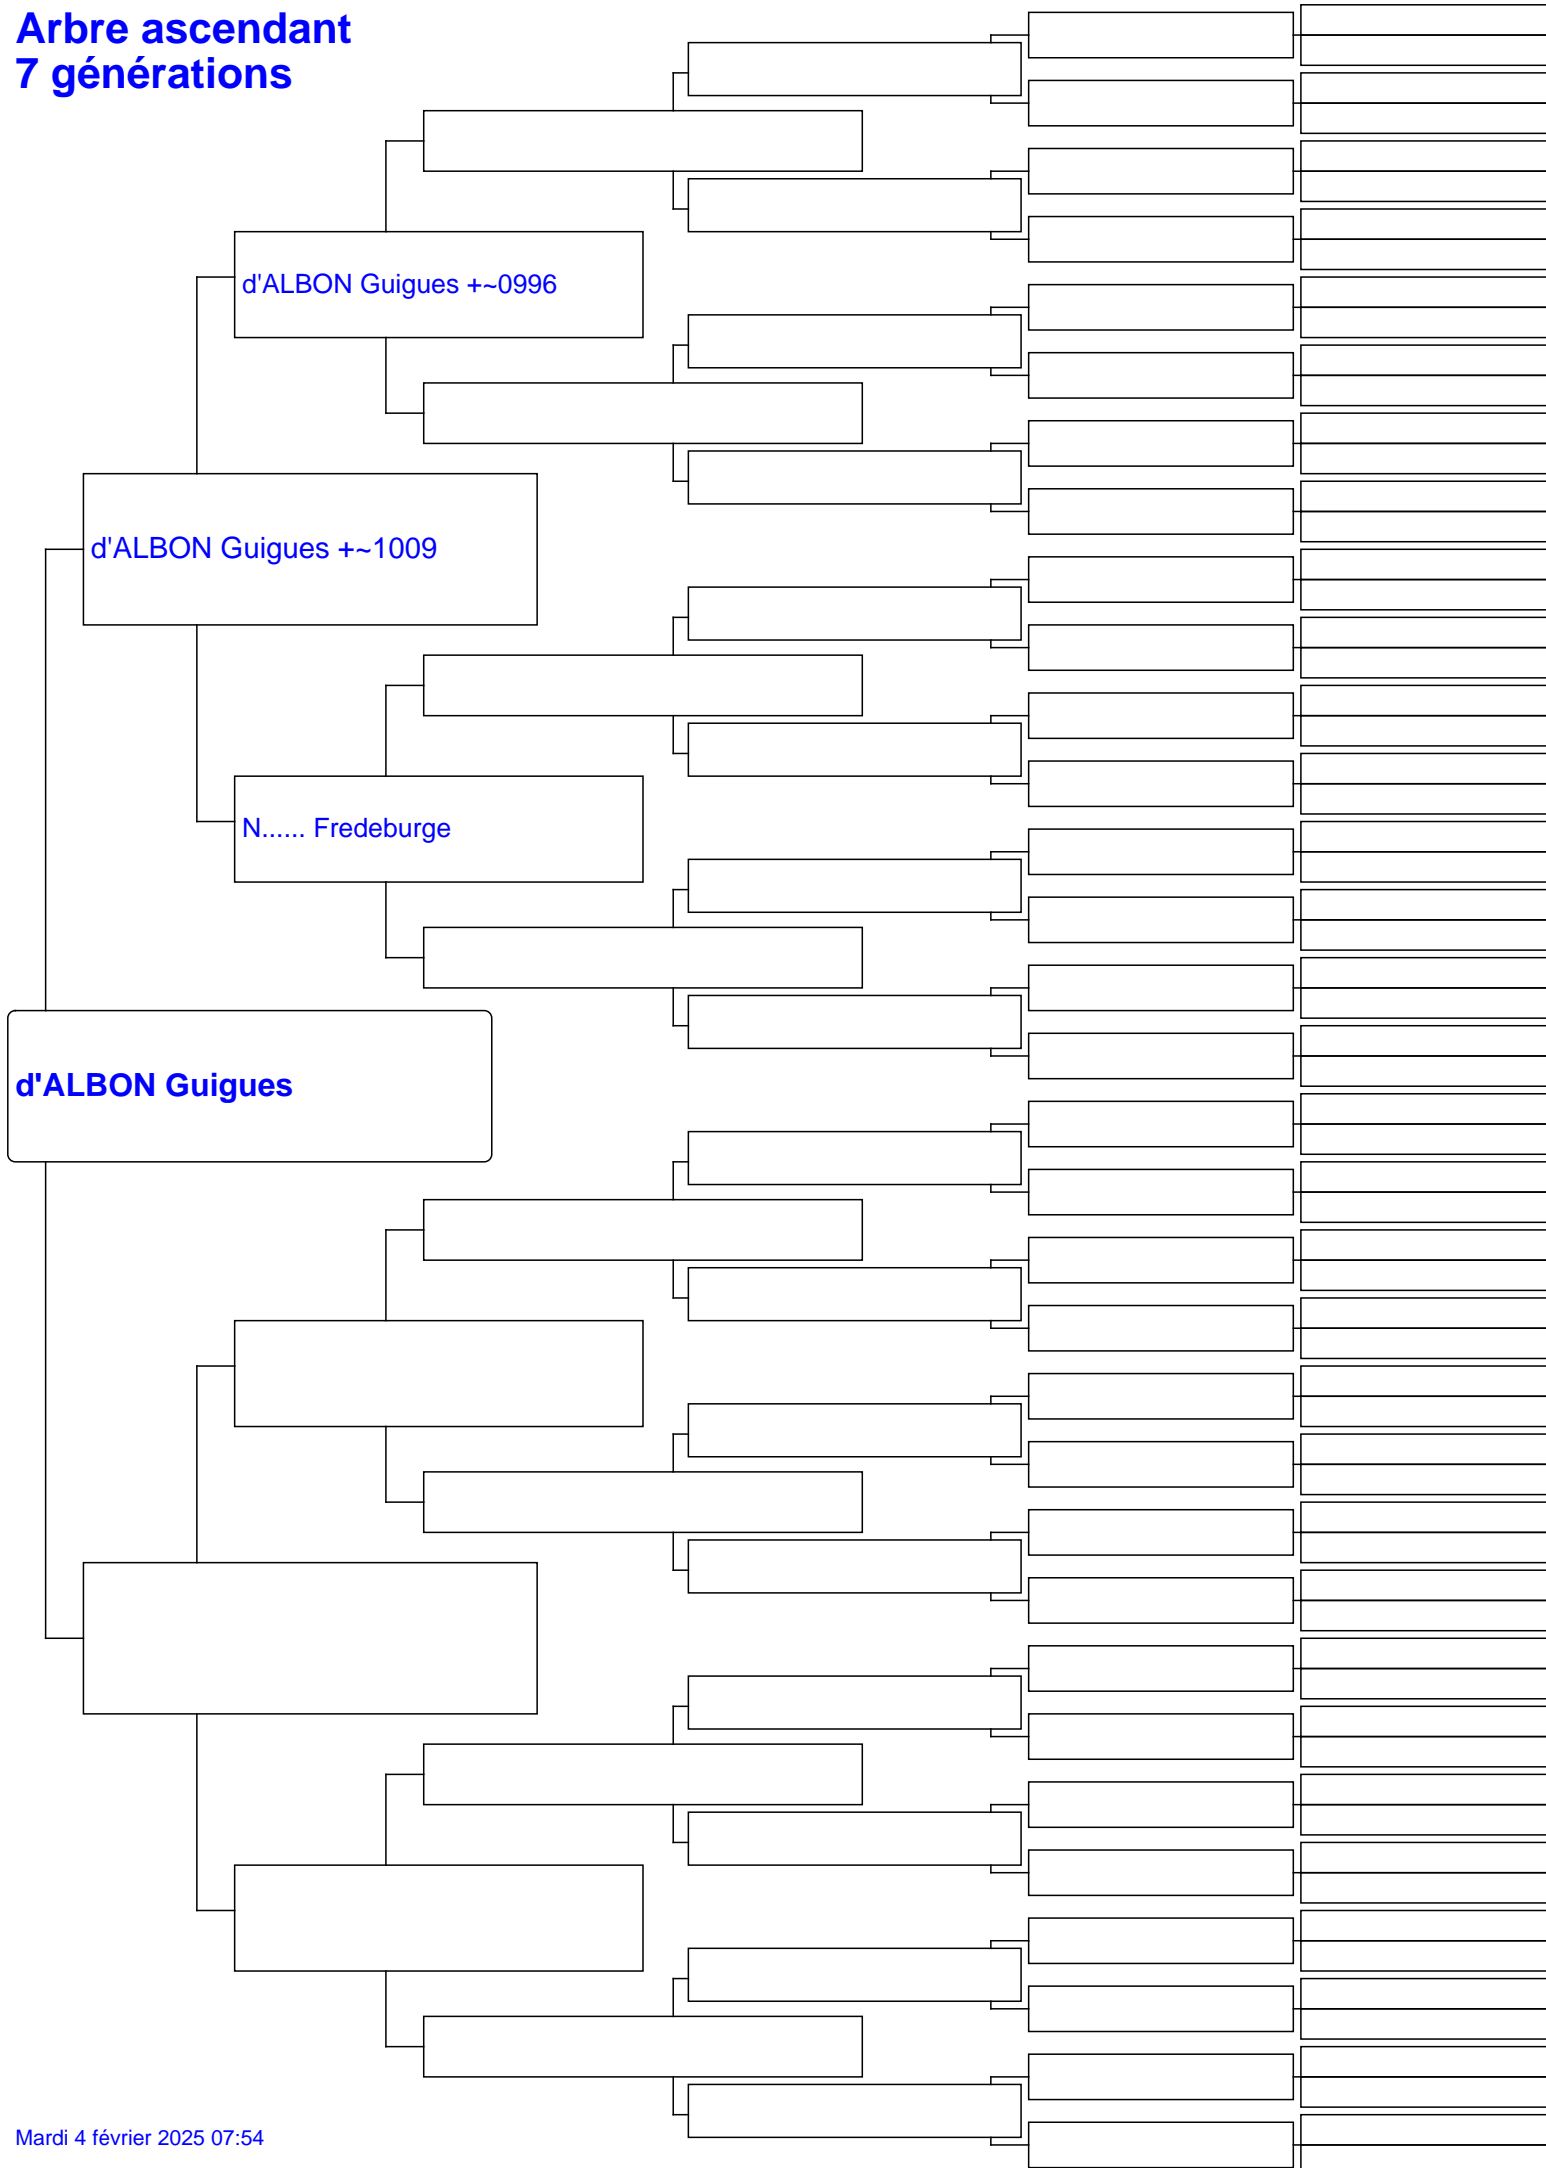 Arbre ascendant
7 générations
d'ALBON Guigues +~0996
d'ALBON Guigues +~1009
N...... Fredeburge
d'ALBON Guigues
Mardi 4 février 2025 07:54